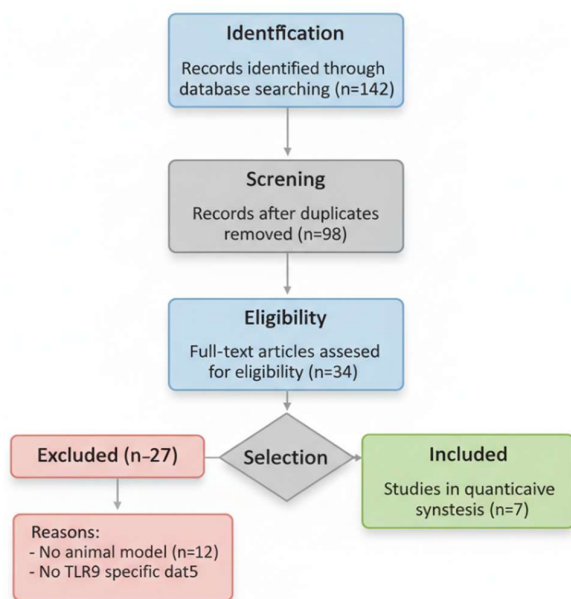 Identfication
Records identified through
database searching (n=142)
Screning
Records after duplicates
removed (n=98)
Eligibility
Full-text articles assesed
for eligibility (n=34)
Selection
Excluded (n–27)
Reasons:
- No animal model (n=12)
- No TLR9 specific dat5
Included
Studies in quanticaive
synstesis (n=7)